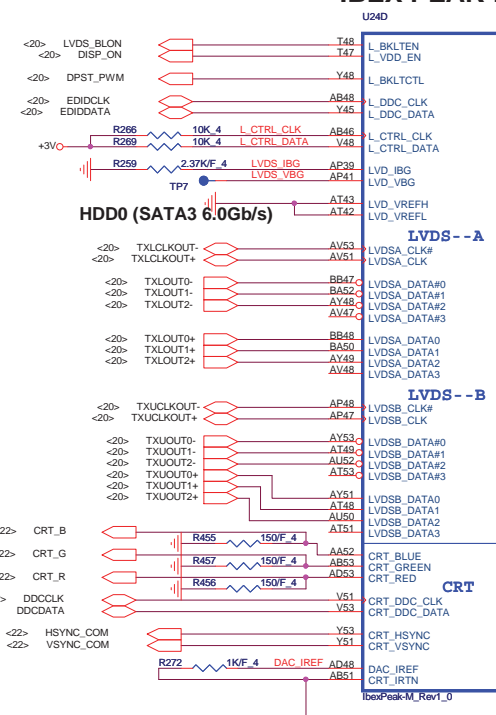 U24D
<20> LVDS_BLON T48 L_BKLTEN
<20> DISP_ON T47 L_VDD_EN
<20> DPST_PWM Y48 L_BKLTCTL
<20> EDIDCLK AB48 L_DDC_CLK
<20> EDIDDATA Y45 L_DDC_DATA
+3V R266 10K_4 L_CTRL_CLK AB46 L_CTRL_CLK
R269 10K_4 L_CTRL_DATA V48 L_CTRL_DATA
R259 2.37K/F_4 LVDS_IBG AP39 LVD_IBG
TP7 LVDS_VBG AP41 LVD_VBG
AT43 LVD_VREFH
HDD0 (SATA3 6.0Gb/s) AT42 LVD_VREFL
LVDS--A
<20> TXLCLKOUT- AV53 LVDSA_CLK#
<20> TXLCLKOUT+ AV51 LVDSA_CLK
<20> TXLOUT0- BB47 LVDSA_DATA#0
<20> TXLOUT1- BA52 LVDSA_DATA#1
<20> TXLOUT2- AY48 LVDSA_DATA#2
AV47 LVDSA_DATA#3
<20> TXLOUT0+ BB48 LVDSA_DATA0
<20> TXLOUT1+ BA50 LVDSA_DATA1
<20> TXLOUT2+ AY49 LVDSA_DATA2
AV48 LVDSA_DATA3
LVDS--B
<20> TXUCLKOUT- AP48 LVDSB_CLK#
<20> TXUCLKOUT+ AP47 LVDSB_CLK
<20> TXUOUT0- AY53 LVDSB_DATA#0
<20> TXUOUT1- AT49 LVDSB_DATA#1
<20> TXUOUT2- AU52 LVDSB_DATA#2
<20> TXUOUT0+ AT53 LVDSB_DATA#3
<20> TXUOUT1+ AY51 LVDSB_DATA0
<20> TXUOUT2+ AT48 LVDSB_DATA1
AU50 LVDSB_DATA2
AT51 LVDSB_DATA3
22> CRT_B R455 150/F_4 AA52 CRT_BLUE
22> CRT_G R457 150/F_4 AB53 CRT_GREEN
22> CRT_R R456 150/F_4 AD53 CRT_RED
CRT
> DDCCLK V51 CRT_DDC_CLK
DDCDATA V53 CRT_DDC_DATA
<22> HSYNC_COM Y53 CRT_HSYNC
<22> VSYNC_COM Y51 CRT_VSYNC
R272 1K/F_4 DAC_IREF AD48 DAC_IREF
AB51 CRT_IRTN
IbexPeak-M_Rev1_0